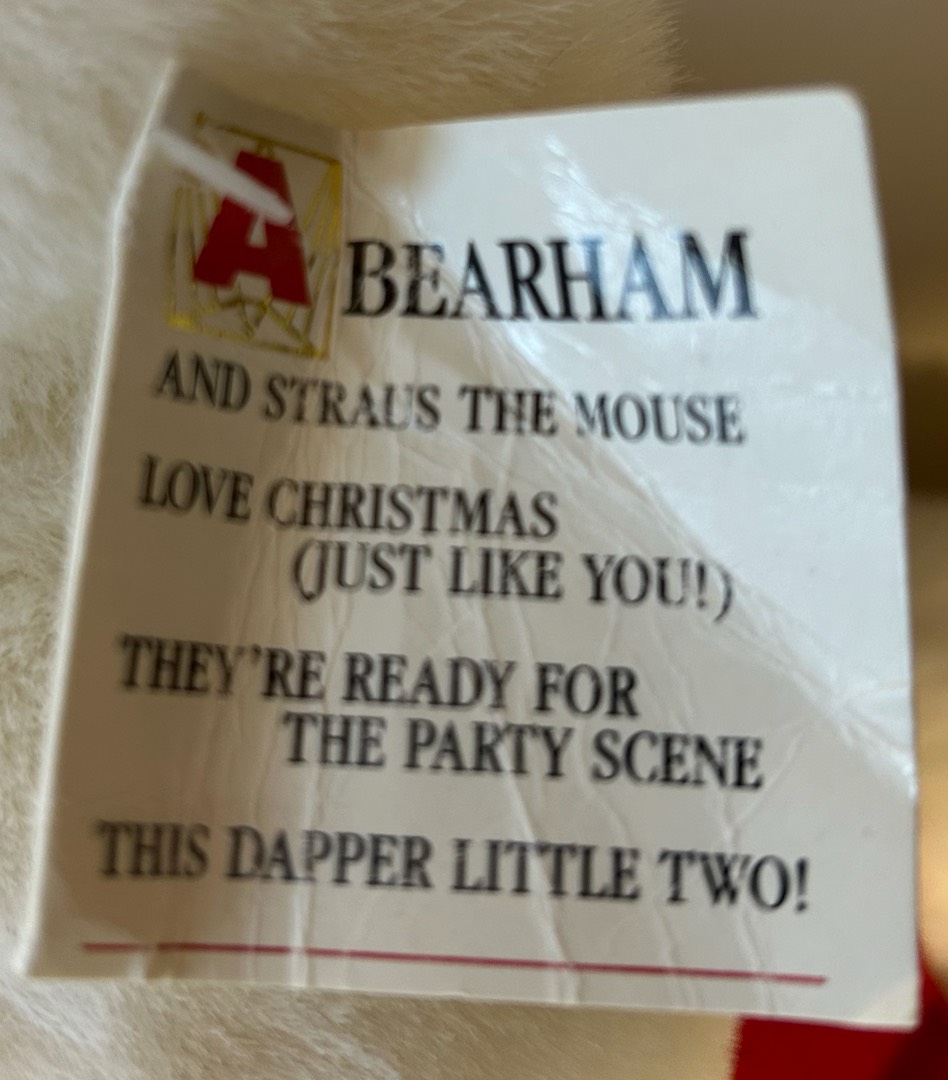 ABEARHAM
AND STRAUS THE MOUSE
LOVE CHRISTMAS
(JUST LIKE YOU!)
THEY'RE READY FOR
THE PARTY SCENE
THIS DAPPER LITTLE TWO!